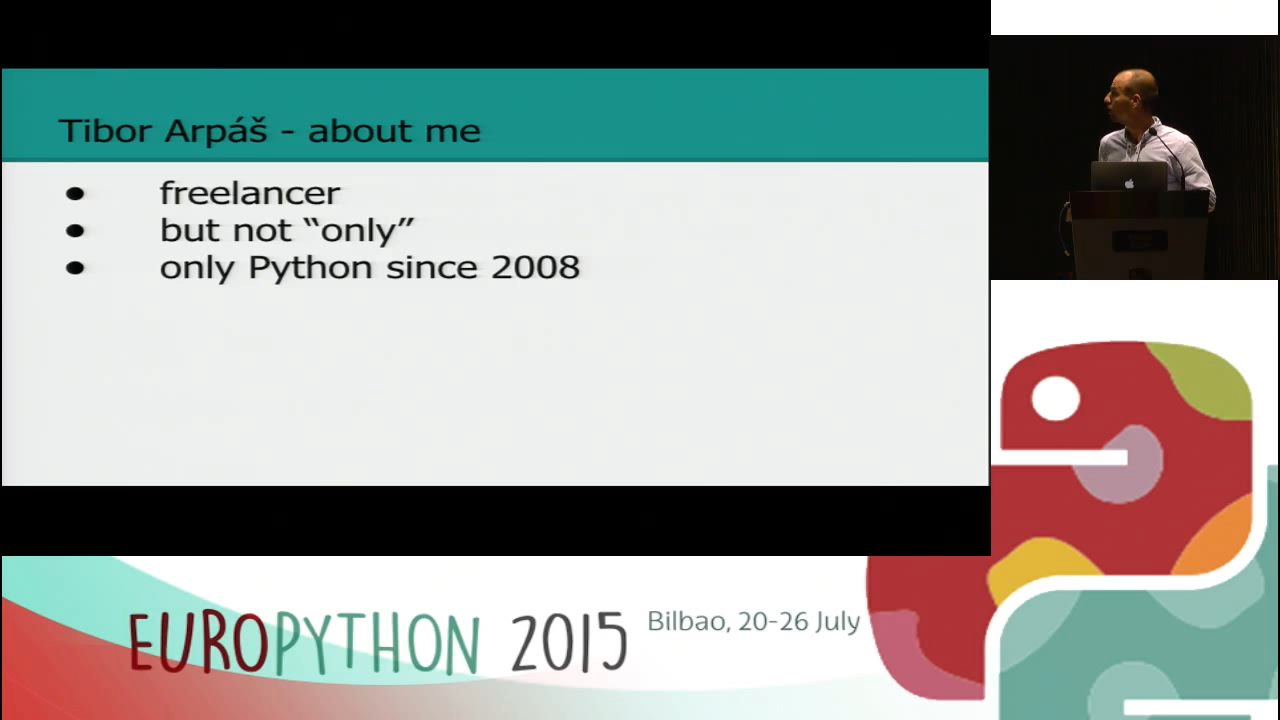 Tibor Arpáš - about me
● freelancer
● but not “only”
● only Python since 2008
EUROPYTHON 2015 Bilbao, 20-26 July